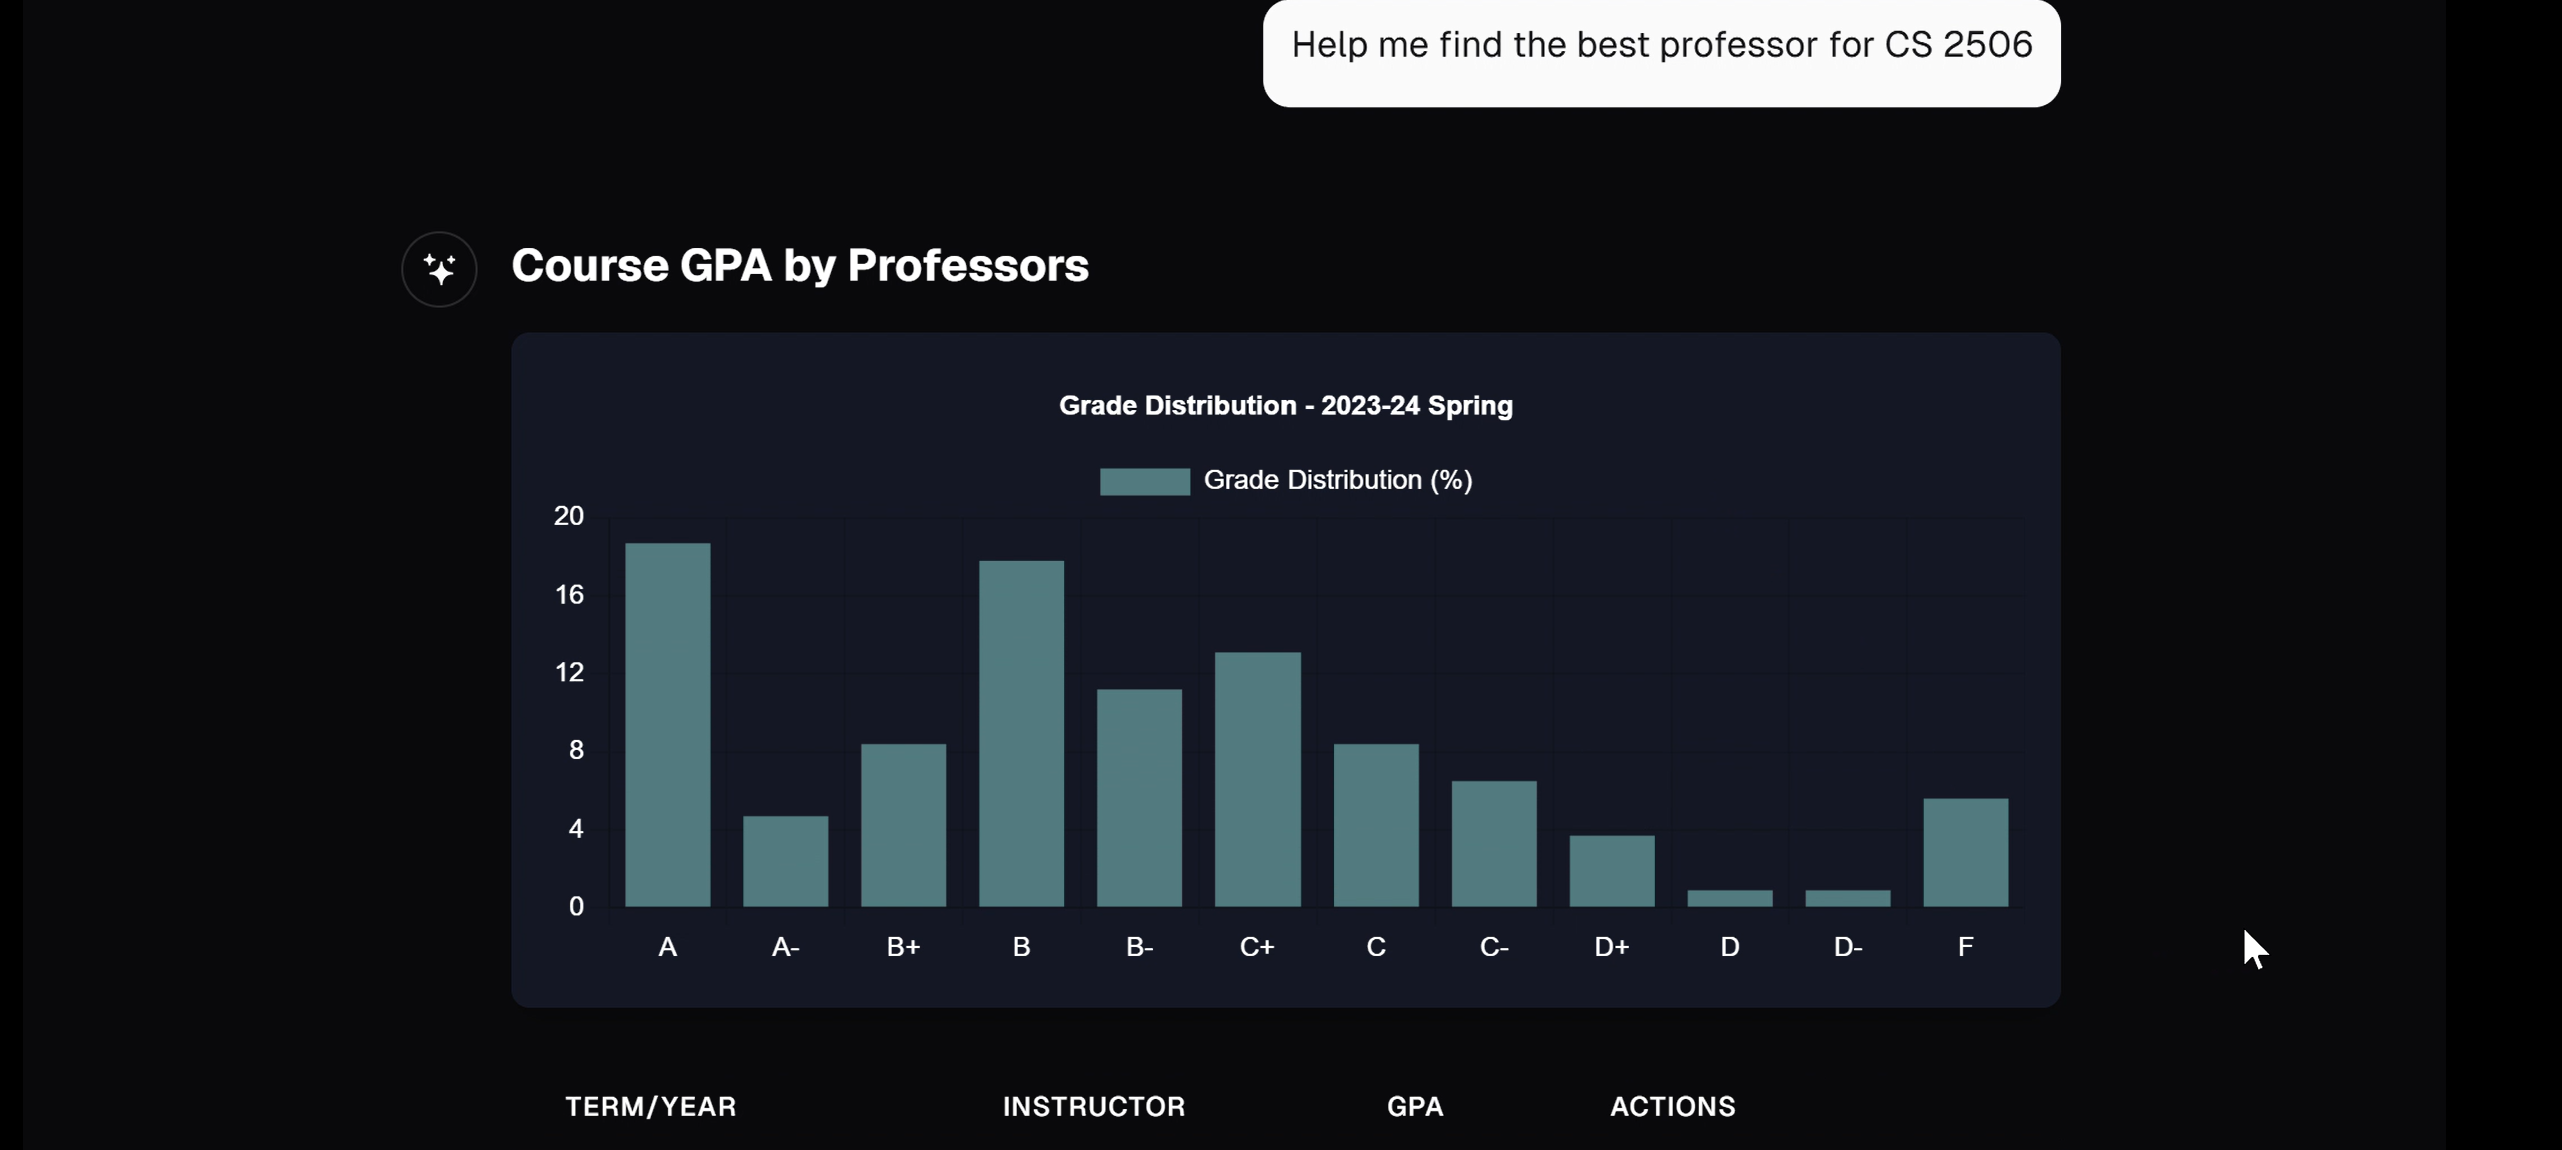 Help me find the best professor for CS 2506
Course GPA by Professors
Grade Distribution - 2023-24 Spring
Grade Distribution (%)
20
16
12
8
4
0
A A- B+ B B- C+ C C- D+ D D- F
TERM/YEAR INSTRUCTOR GPA ACTIONS